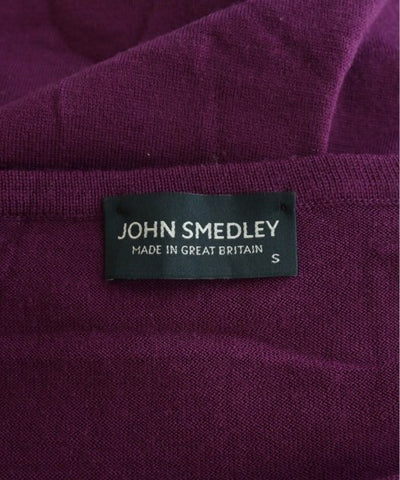 JOHN SMEDLEY
MADE IN GREAT BRITAIN
S